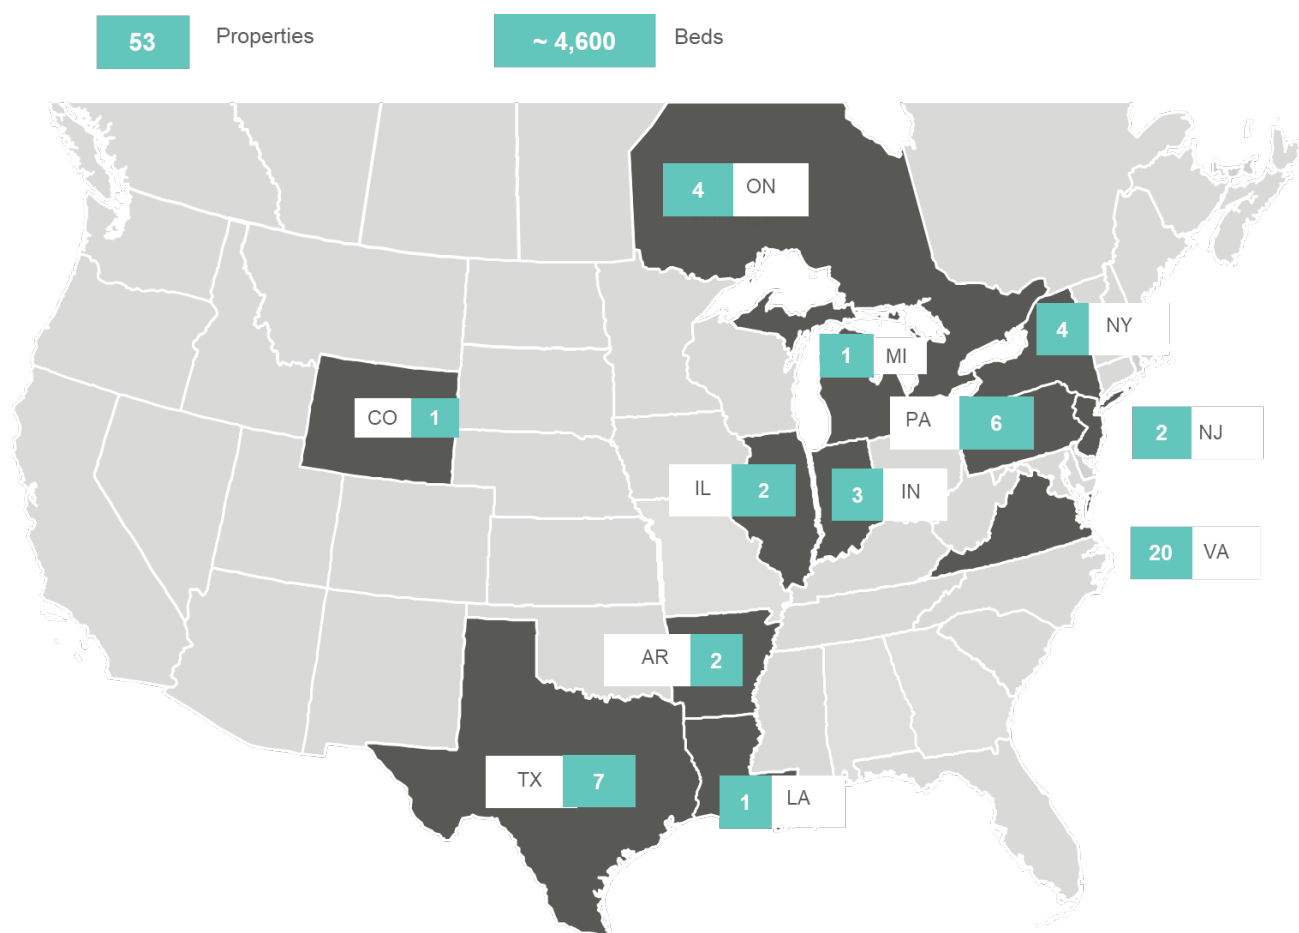 53 Properties ~ 4,600 Beds
4 ON
4 NY
1 MI
CO 1
PA 6
2 NJ
IL 2
3 IN
20 VA
AR 2
TX 7
1 LA